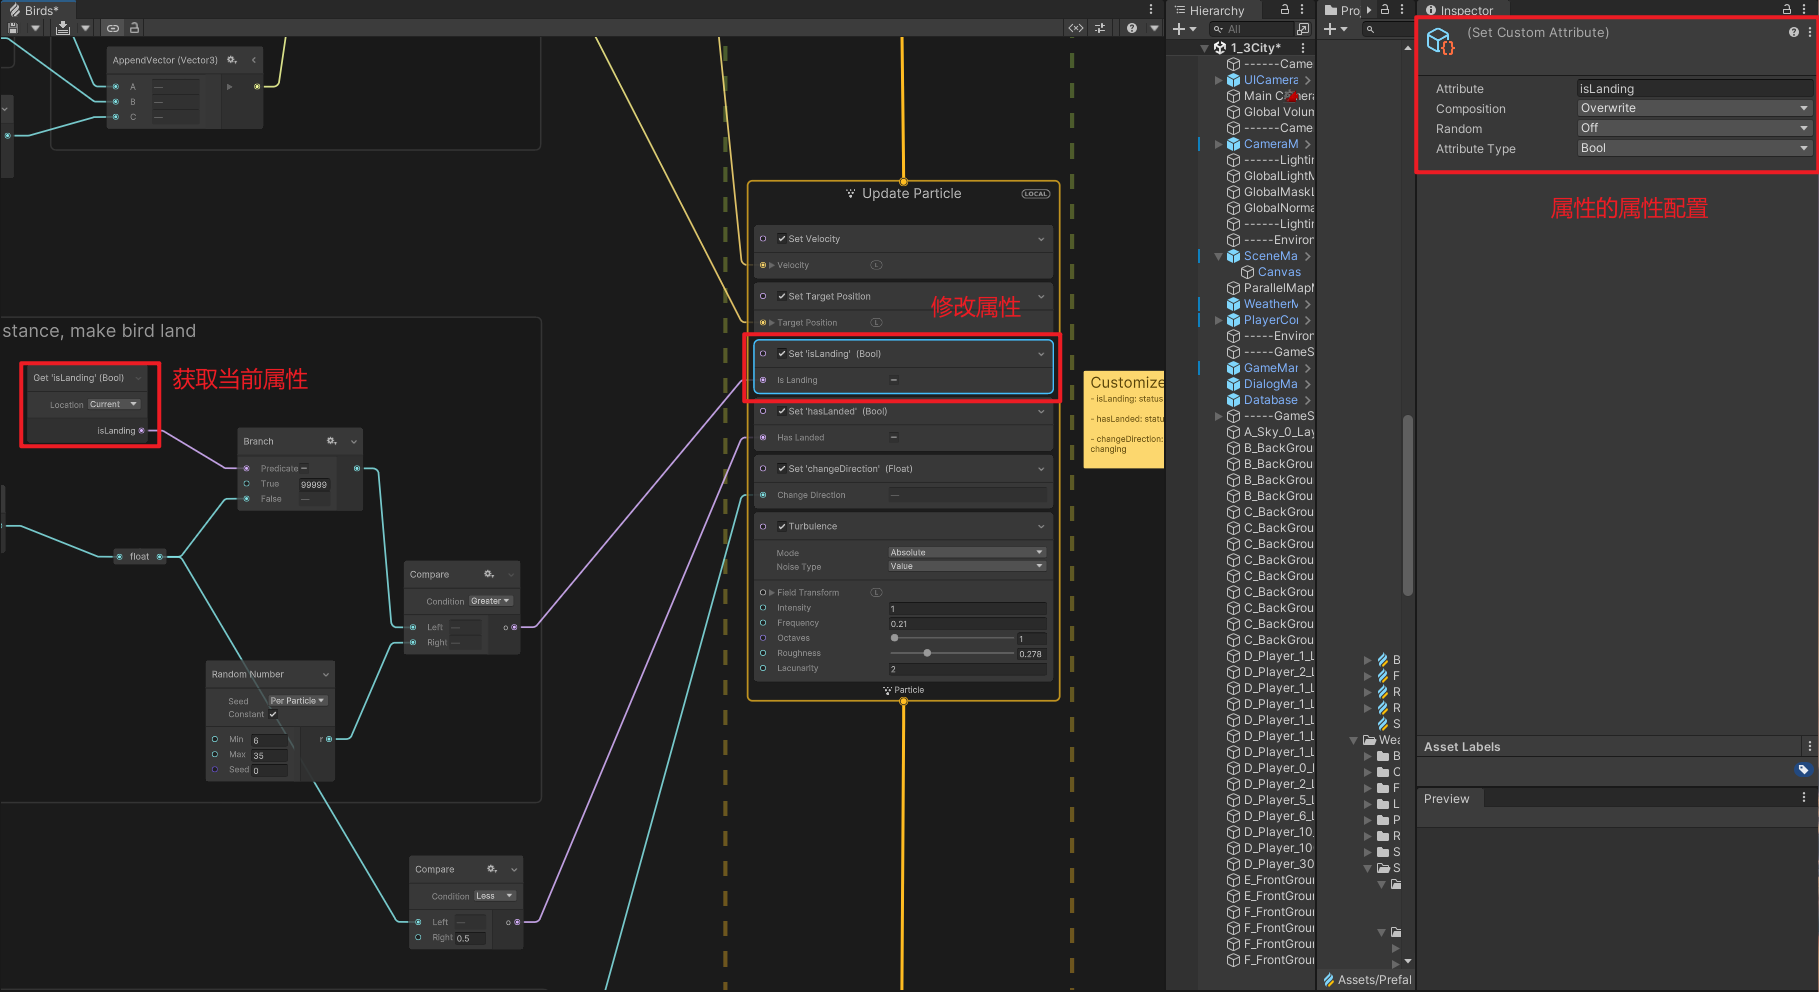 Birds*
AppendVector (Vector3)
A
B
C
stance, make bird land
Get 'isLanding' (Bool)
Location Current
isLanding
获取当前属性
Branch
Predicate
True 99999
False
float
Compare
Condition Greater
Left
Right
Random Number
Seed Per Particle
Constant
Min 6
Max 35
Seed 0
r
Compare
Condition Less
Left
Right 0.5
Update Particle
LOCAL
Set Velocity
Velocity L
Set Target Position
Target Position L
修改属性
Set 'isLanding' (Bool)
Is Landing
Set 'hasLanded' (Bool)
Has Landed
Set 'changeDirection' (Float)
Change Direction
Turbulence
Mode Absolute
Noise Type Value
Field Transform L
Intensity 1
Frequency 0.21
Octaves 1
Roughness 0.278
Lacunarity 2
Particle
Customize
- isLanding: status
- hasLanded: statu
- changeDirection:
changing
Hierarchy
All
1_3City*
------Came
UICamera
Main Camera
Global Volum
------Came
CameraM
------Lightin
GlobalLightM
GlobalMaskL
GlobalNorma
------Lightin
-----Environ
SceneMa
Canvas
ParallelMapM
WeatherM
PlayerCo
-----Environ
-----GameS
GameMar
DialogMa
Database
-----GameS
A_Sky_0_Lay
B_BackGrou
B_BackGrou
B_BackGrou
B_BackGrou
C_BackGrou
C_BackGrou
C_BackGrou
C_BackGrou
C_BackGrou
C_BackGrou
C_BackGrou
C_BackGrou
C_BackGrou
D_Player_1_L
D_Player_2_L
D_Player_1_L
D_Player_1_L
D_Player_1_L
D_Player_1_L
D_Player_1_L
D_Player_0_l
D_Player_2_L
D_Player_5_L
D_Player_6_L
D_Player_10_
D_Player_10
D_Player_30
E_FrontGrou
E_FrontGrou
F_FrontGrou
F_FrontGrou
F_FrontGrou
F_FrontGrou
Pro
B
F
R
R
S
Wea
B
C
F
L
P
R
S
S
Assets/Prefal
Inspector
(Set Custom Attribute)
Attribute isLanding
Composition Overwrite
Random Off
Attribute Type Bool
属性的属性配置
Asset Labels
Preview